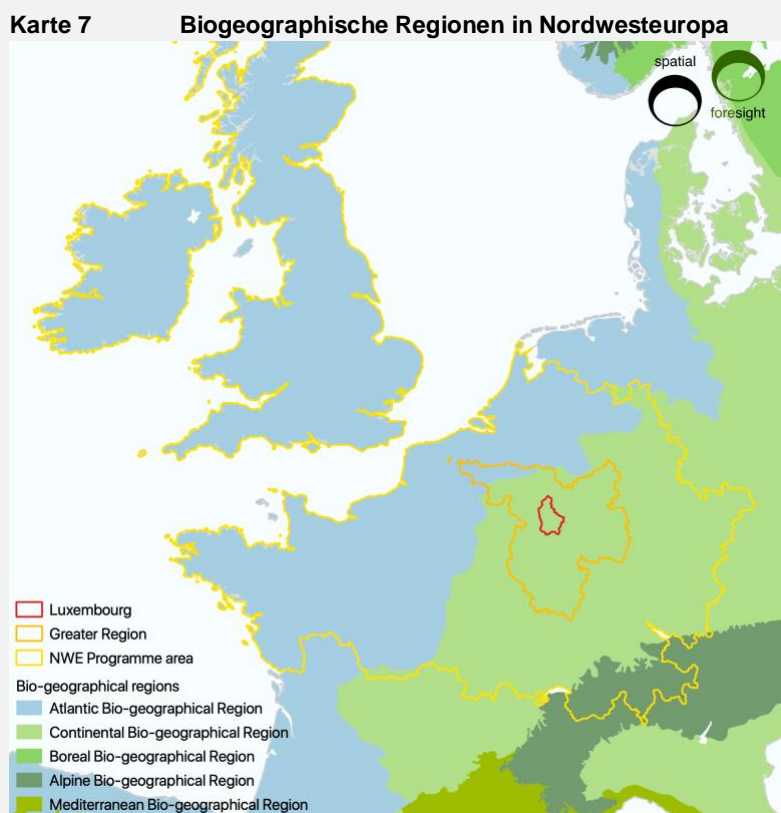 Karte 7 Biogeographische Regionen in Nordwesteuropa
spatial
foresight
Luxembourg
Greater Region
NWE Programme area
Bio-geographical regions
Atlantic Bio-geographical Region
Continental Bio-geographical Region
Boreal Bio-geographical Region
Alpine Bio-geographical Region
Mediterranean Bio-geographical Region